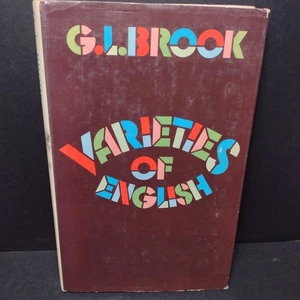 G.L.BROOK
VARIETIES
OF
ENGLISH